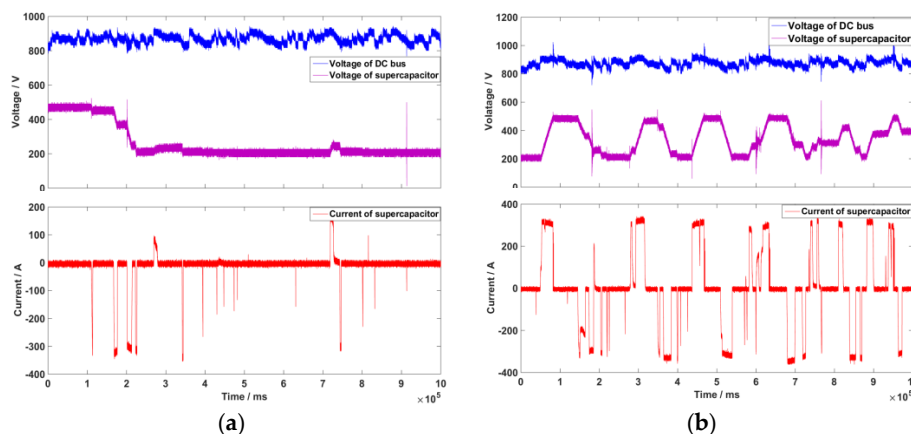 (a)
Voltage / V
1000
800
600
400
200
0
Voltage of DC bus
Voltage of supercapacitor
Current / A
200
100
0
-100
-200
-300
-400
Current of supercapacitor
0 1 2 3 4 5 6 7 8 9 10
Time / ms
×10⁵
(a)
(b)
Volatage / V
1200
1000
800
600
400
200
0
Voltage of DC bus
Voltage of supercapacitor
Current / A
400
200
0
-200
-400
Current of supercapacitor
0 1 2 3 4 5 6 7 8 9 10
Time / ms
×10⁵
(b)